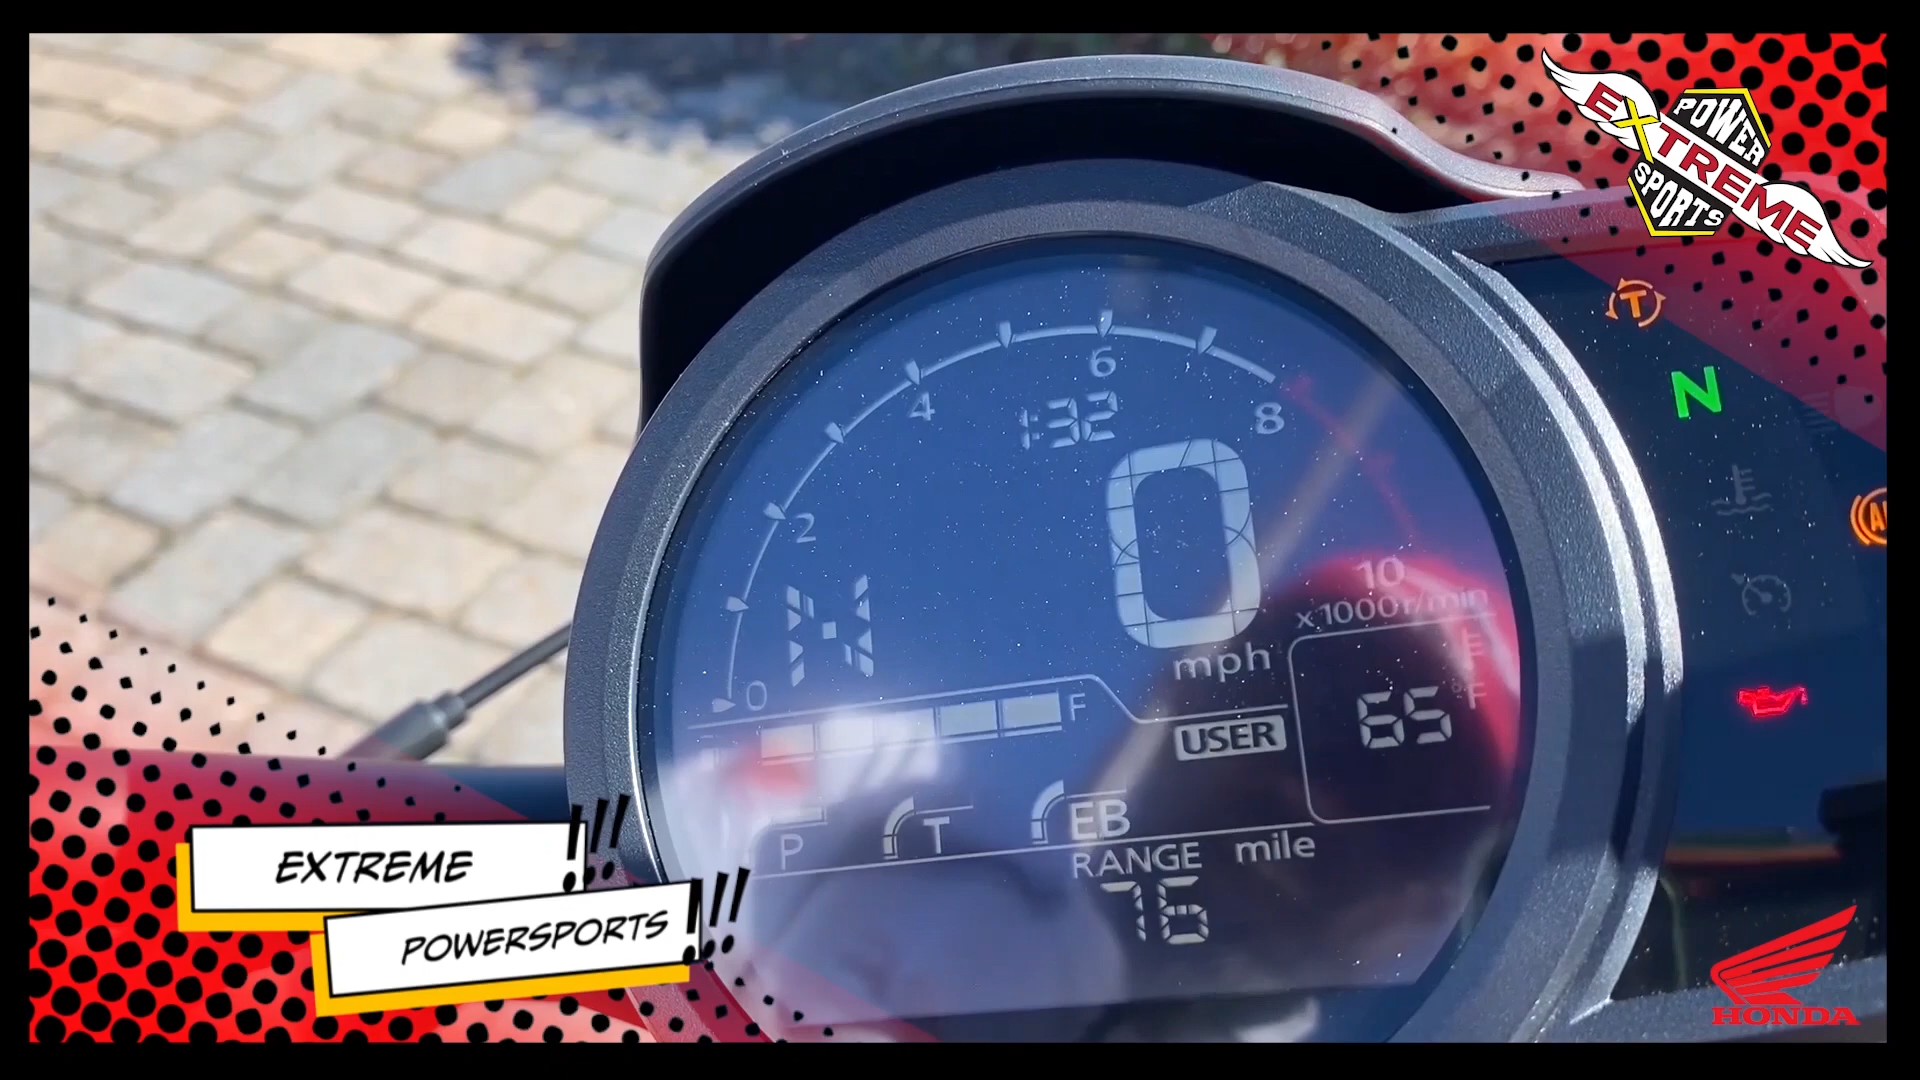 POWER
EXTREME
SPORTS
T
N
6
4
8
1:32
0
2
10
x1000r/min
mph
0
F
E
°F
65
USER
P
T
EB
RANGE mile
76
EXTREME !!!
POWERSPORTS !!!
HONDA